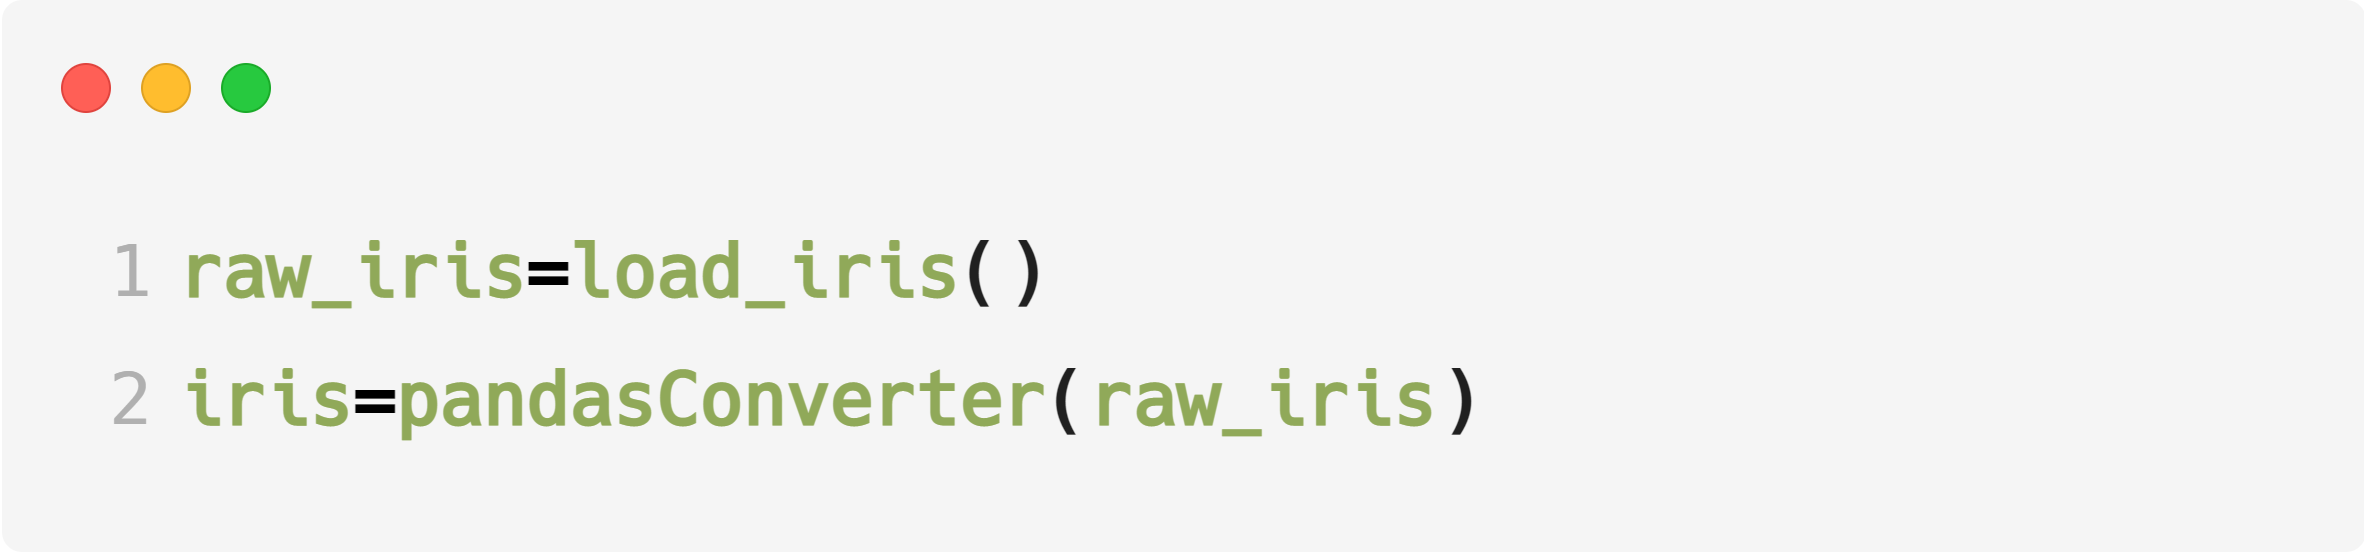 1 raw_iris=load_iris()
2 iris=pandasConverter(raw_iris)